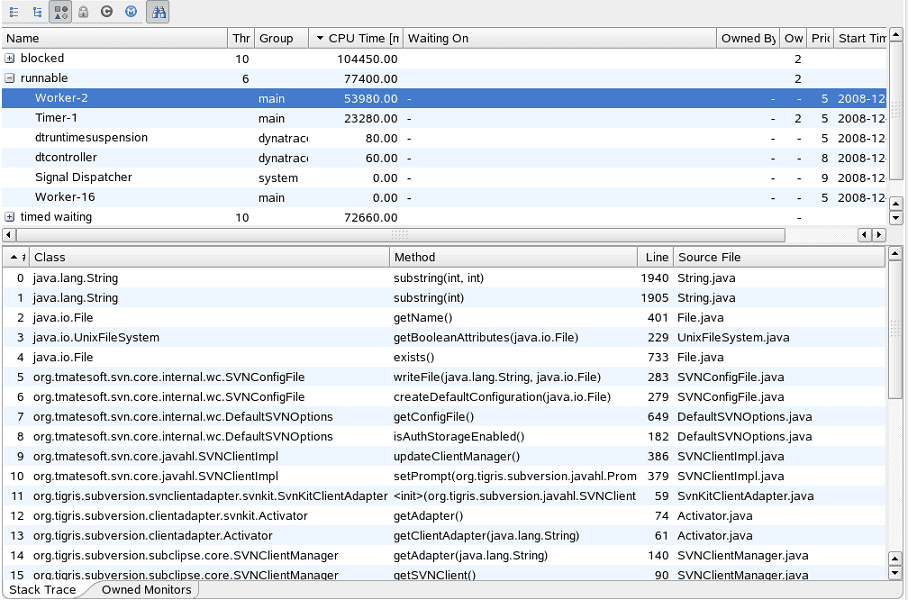 Name Thr Group CPU Time [m Waiting On Owned By Ow Pric Start Tim
blocked 10 104450.00 2
runnable 6 77400.00 2
Worker-2 main 53980.00 - - - 5 2008-12-
Timer-1 main 23280.00 - - 2 5 2008-12-
dtruntimesuspension dynatrac 80.00 - - - 5 2008-12-
dtcontroller dynatrac 60.00 - - - 8 2008-12-
Signal Dispatcher system 0.00 - - - 9 2008-12-
Worker-16 main 0.00 - - - 5 2008-12-
timed waiting 10 72660.00 -
Class Method Line Source File
0 java.lang.String substring(int, int) 1940 String.java
1 java.lang.String substring(int) 1905 String.java
2 java.io.File getName() 401 File.java
3 java.io.UnixFileSystem getBooleanAttributes(java.io.File) 229 UnixFileSystem.java
4 java.io.File exists() 733 File.java
5 org.tmatesoft.svn.core.internal.wc.SVNConfigFile writeFile(java.lang.String, java.io.File) 283 SVNConfigFile.java
6 org.tmatesoft.svn.core.internal.wc.SVNConfigFile createDefaultConfiguration(java.io.File) 279 SVNConfigFile.java
7 org.tmatesoft.svn.core.internal.wc.DefaultSVNOptions getConfigFile() 649 DefaultSVNOptions.java
8 org.tmatesoft.svn.core.internal.wc.DefaultSVNOptions isAuthStorageEnabled() 182 DefaultSVNOptions.java
9 org.tmatesoft.svn.core.javahl.SVNClientImpl updateClientManager() 386 SVNClientImpl.java
10 org.tmatesoft.svn.core.javahl.SVNClientImpl setPrompt(org.tigris.subversion.javahl.Prom 379 SVNClientImpl.java
11 org.tigris.subversion.svnclientadapter.svnkit.SvnKitClientAdapter <init>(org.tigris.subversion.javahl.SVNClient 59 SvnKitClientAdapter.java
12 org.tigris.subversion.clientadapter.svnkit.Activator getAdapter() 74 Activator.java
13 org.tigris.subversion.clientadapter.Activator getClientAdapter(java.lang.String) 61 Activator.java
14 org.tigris.subversion.subclipse.core.SVNClientManager getAdapter(java.lang.String) 140 SVNClientManager.java
15 org.tigris.subversion.subclipse.core.SVNClientManager getSVNClient() 90 SVNClientManager.java
Stack Trace Owned Monitors